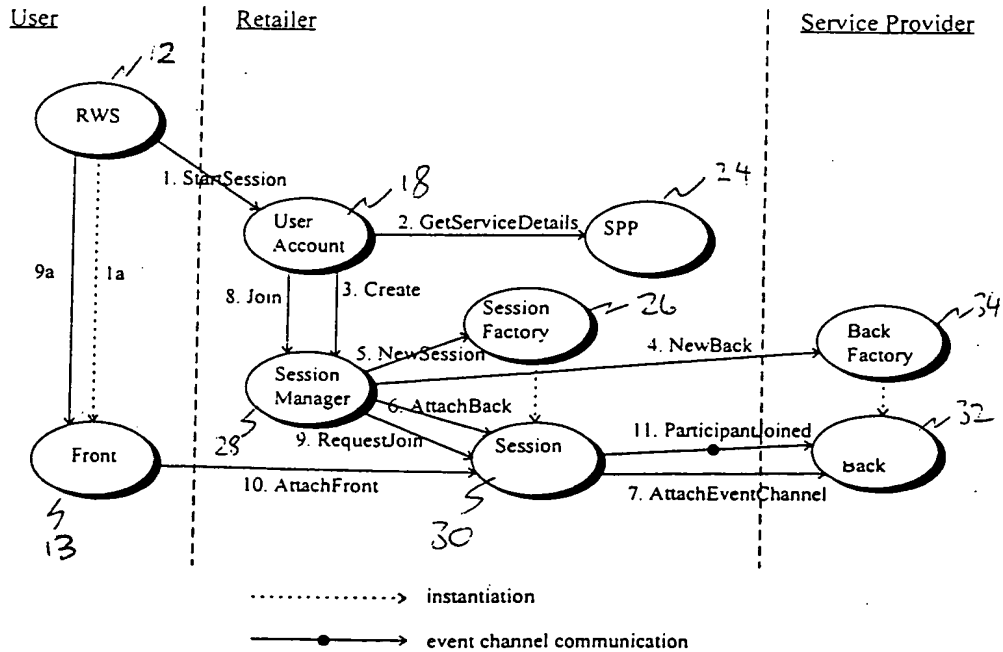 User
Retailer
Service Provider
12
RWS
1. StartSession
18
24
User
Account
2. GetServiceDetails
SPP
9a
1a
8. Join
3. Create
Session
Factory
26
34
Back
Factory
5. NewSession
4. NewBack
Session
Manager
6. AttachBack
28
9. RequestJoin
Session
11. ParticipantJoined
32
Front
10. AttachFront
Back
7. AttachEventChannel
13
30
instantiation
event channel communication